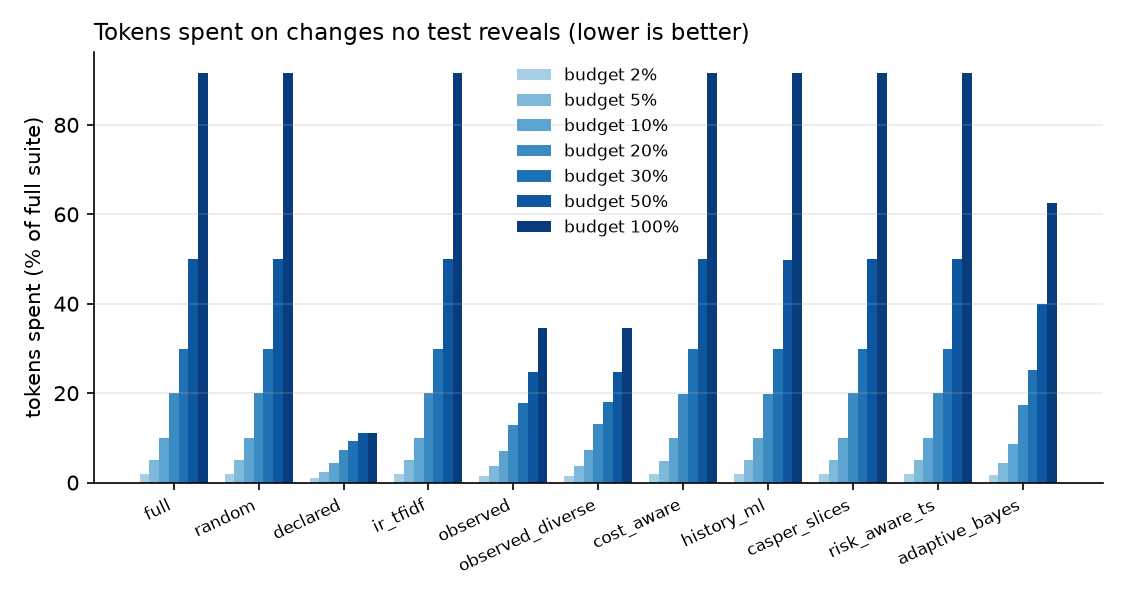 Tokens spent on changes no test reveals (lower is better)
budget 2%
budget 5%
budget 10%
budget 20%
budget 30%
budget 50%
budget 100%
tokens spent (% of full suite)
80
60
40
20
0
full
random
declared
ir_tfidf
observed
observed_diverse
cost_aware
history_ml
casper_slices
risk_aware_ts
adaptive_bayes